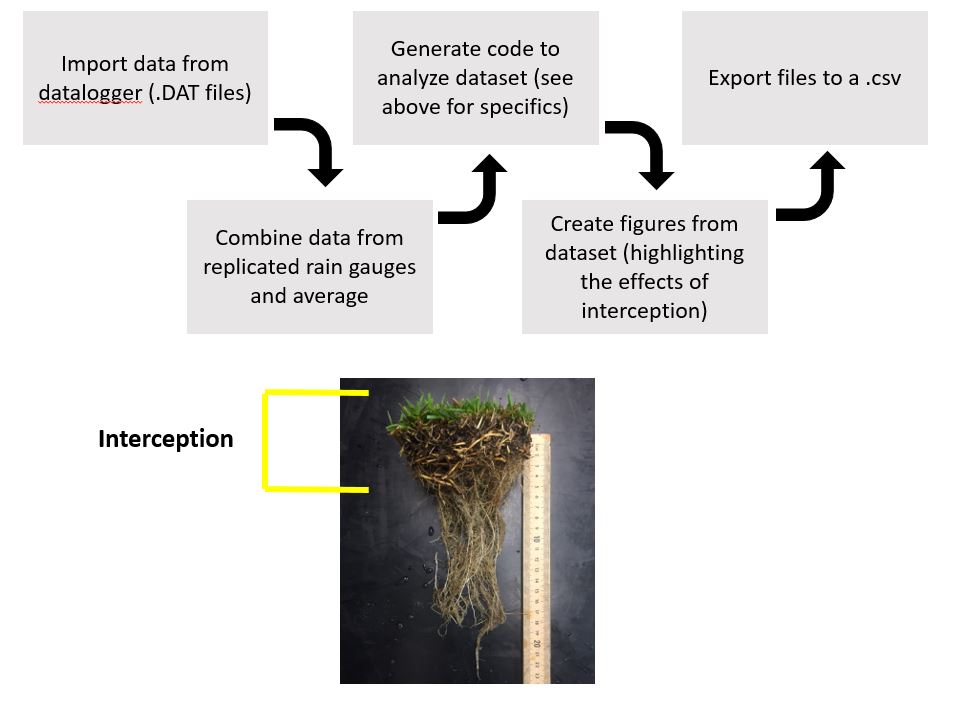 Import data from
datalogger (.DAT files)
Combine data from
replicated rain gauges
and average
Generate code to
analyze dataset (see
above for specifics)
Create figures from
dataset (highlighting
the effects of
interception)
Export files to a .csv
Interception
10
20